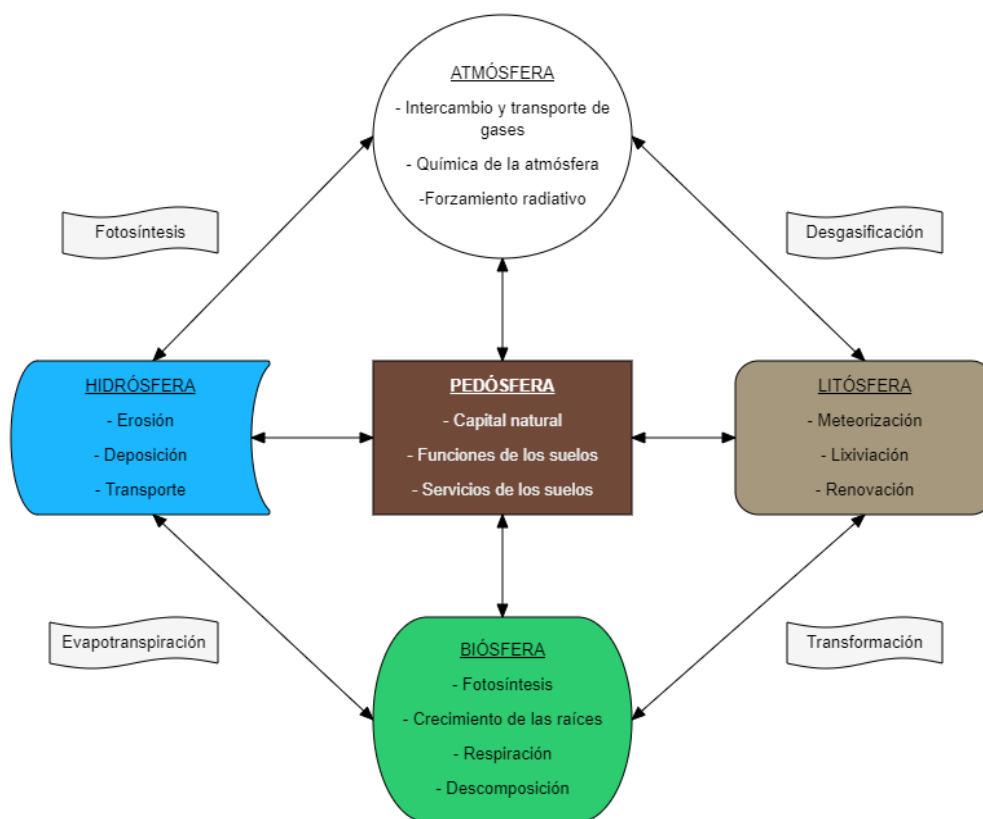 ATMÓSFERA
- Intercambio y transporte de
gases
- Química de la atmósfera
-Forzamiento radiativo
Fotosíntesis
Desgasificación
HIDRÓSFERA
- Erosión
- Deposición
- Transporte
PEDÓSFERA
- Capital natural
- Funciones de los suelos
- Servicios de los suelos
LITÓSFERA
- Meteorización
- Lixiviación
- Renovación
Evapotranspiración
Transformación
BIÓSFERA
- Fotosíntesis
- Crecimiento de las raíces
- Respiración
- Descomposición